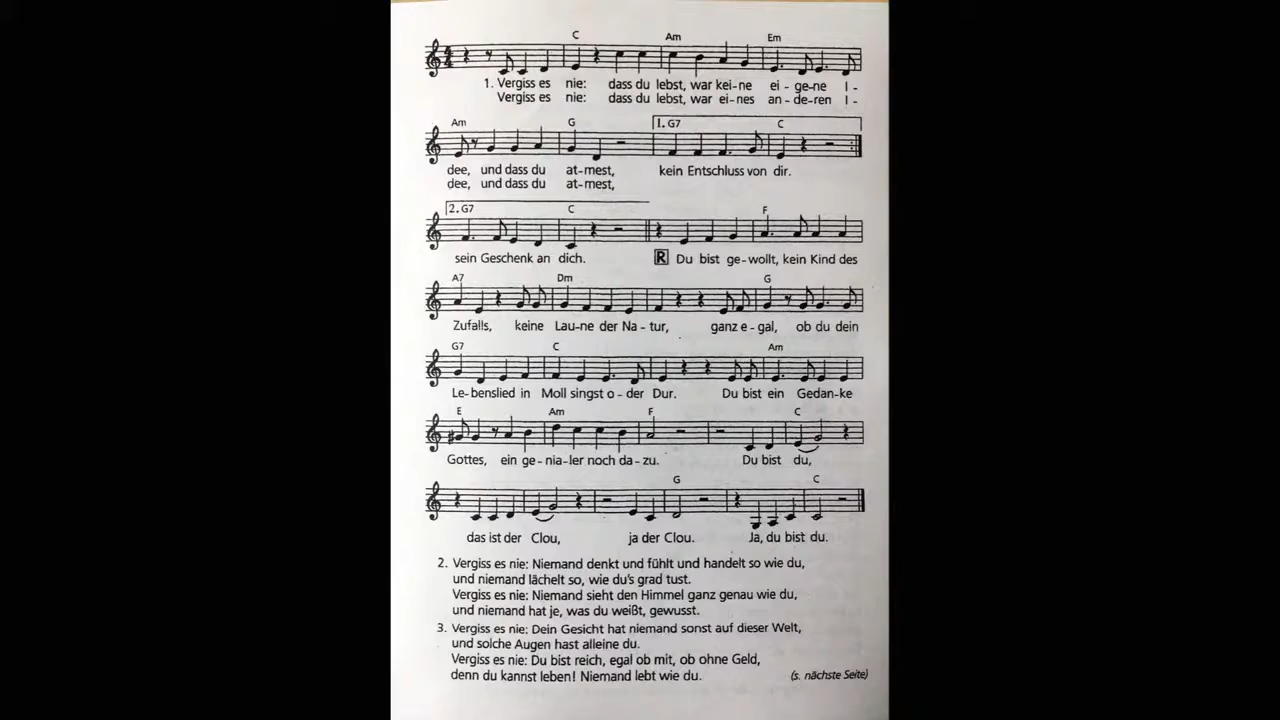 C Am Em
1. Vergiss es nie: dass du lebst, war kei-ne ei-ge-ne I-
Vergiss es nie: dass du lebst, war ei-nes an-de-ren I-
Am G 1. G7 C
dee, und dass du at-mest, kein Entschluss von dir.
dee, und dass du at-mest,
2. G7 C F
sein Geschenk an dich. R Du bist ge-wollt, kein Kind des
A7 Dm G
Zufalls, keine Lau-ne der Na-tur, ganz e-gal, ob du dein
G7 C Am
Le-benslied in Moll singst o-der Dur. Du bist ein Gedan-ke
E Am F C
Gottes, ein ge-nia-ler noch da-zu. Du bist du,
G C
das ist der Clou, ja der Clou. Ja, du bist du.
2. Vergiss es nie: Niemand denkt und fühlt und handelt so wie du,
und niemand lächelt so, wie du's grad tust.
Vergiss es nie: Niemand sieht den Himmel ganz genau wie du,
und niemand hat je, was du weißt, gewusst.
3. Vergiss es nie: Dein Gesicht hat niemand sonst auf dieser Welt,
und solche Augen hast alleine du.
Vergiss es nie: Du bist reich, egal ob mit, ob ohne Geld,
denn du kannst leben! Niemand lebt wie du.
(s. nächste Seite)